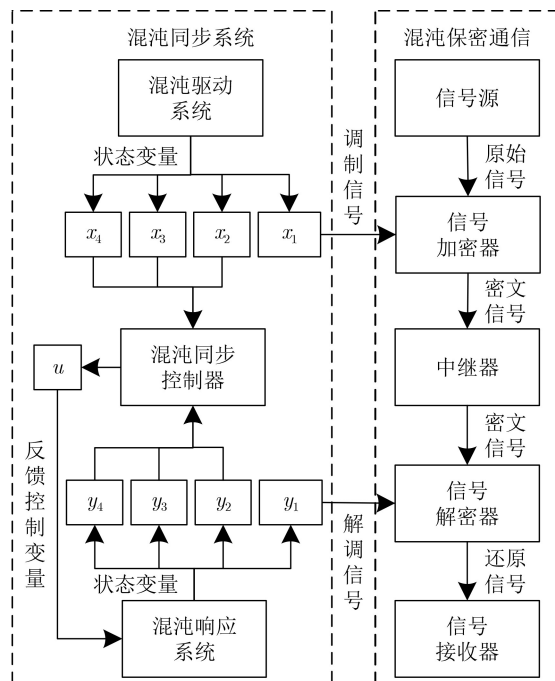 混沌同步系统
混沌保密通信
混沌驱动
系统
信号源
状态变量
调
制
信
号
原始
信号
x₄
x₃
x₂
x₁
信号
加密器
密文
信号
u
混沌同步
控制器
中继器
反
馈
控
制
变
量
密文
信号
y₄
y₃
y₂
y₁
信号
解密器
解
调
信
号
状态变量
还原
信号
混沌响应
系统
信号
接收器